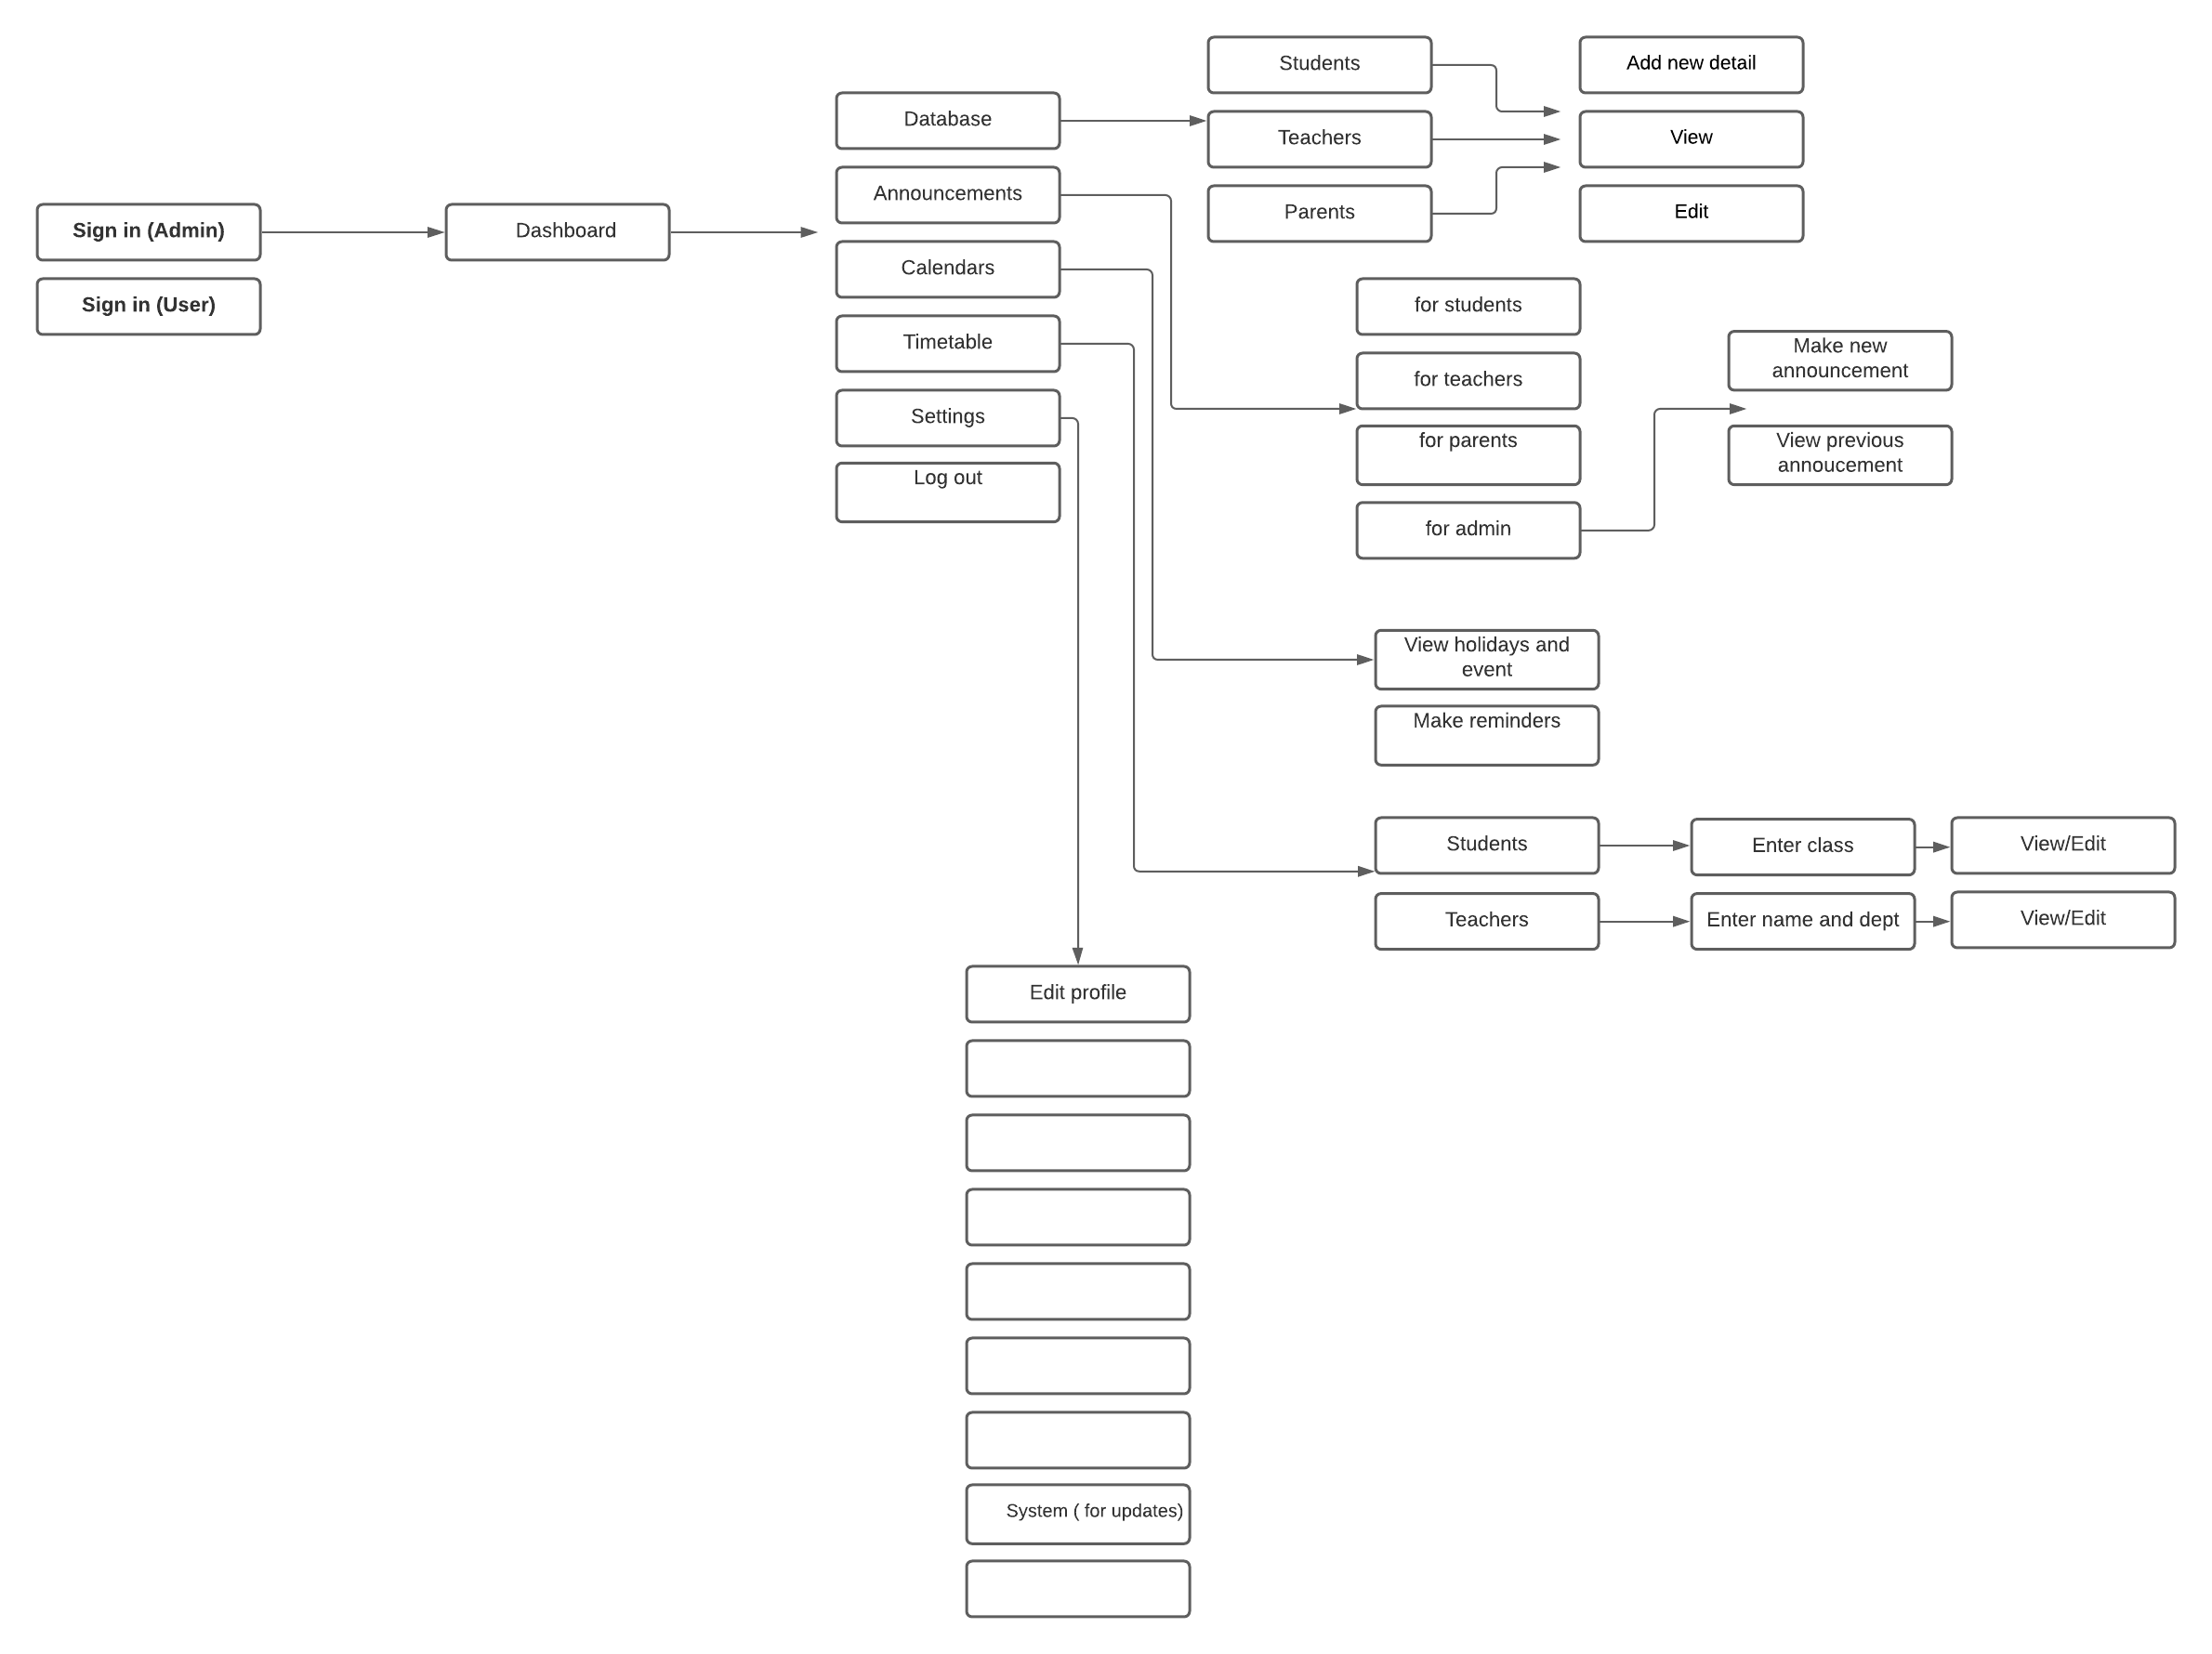 Sign in (Admin)
Sign in (User)
Dashboard
Database
Announcements
Calendars
Timetable
Settings
Log out
Students
Teachers
Parents
Add new detail
View
Edit
for students
for teachers
for parents
for admin
Make new
announcement
View previous
annoucement
View holidays and
event
Make reminders
Students
Enter class
View/Edit
Teachers
Enter name and dept
View/Edit
Edit profile
System ( for updates)